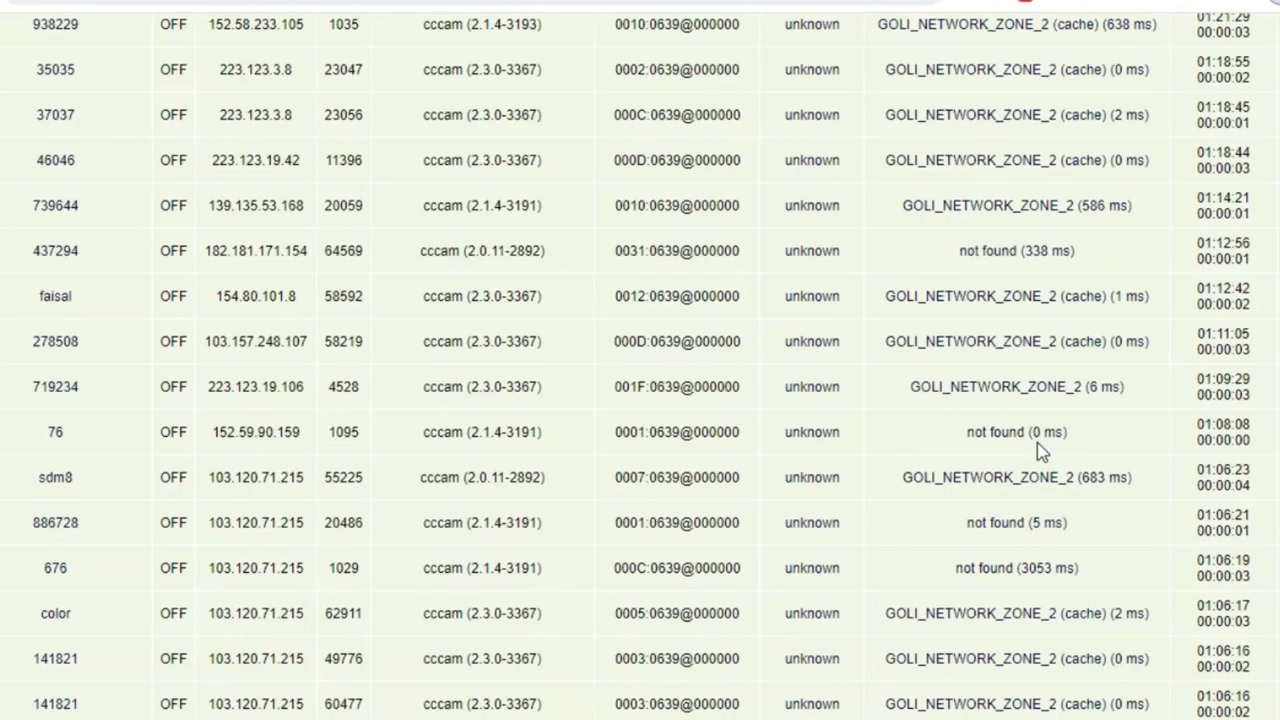 938229 OFF 152.58.233.105 1035 cccam (2.1.4-3193) 0010:0639@000000 unknown GOLI_NETWORK_ZONE_2 (cache) (638 ms) 01:21:29
00:00:03
35035 OFF 223.123.3.8 23047 cccam (2.3.0-3367) 0002:0639@000000 unknown GOLI_NETWORK_ZONE_2 (cache) (0 ms) 01:18:55
00:00:02
37037 OFF 223.123.3.8 23056 cccam (2.3.0-3367) 000C:0639@000000 unknown GOLI_NETWORK_ZONE_2 (cache) (2 ms) 01:18:45
00:00:01
46046 OFF 223.123.19.42 11396 cccam (2.3.0-3367) 000D:0639@000000 unknown GOLI_NETWORK_ZONE_2 (cache) (0 ms) 01:18:44
00:00:03
739644 OFF 139.135.53.168 20059 cccam (2.1.4-3191) 0010:0639@000000 unknown GOLI_NETWORK_ZONE_2 (586 ms) 01:14:21
00:00:01
437294 OFF 182.181.171.154 64569 cccam (2.0.11-2892) 0031:0639@000000 unknown not found (338 ms) 01:12:56
00:00:01
faisal OFF 154.80.101.8 58592 cccam (2.3.0-3367) 0012:0639@000000 unknown GOLI_NETWORK_ZONE_2 (cache) (1 ms) 01:12:42
00:00:02
278508 OFF 103.157.248.107 58219 cccam (2.3.0-3367) 000D:0639@000000 unknown GOLI_NETWORK_ZONE_2 (cache) (0 ms) 01:11:05
00:00:03
719234 OFF 223.123.19.106 4528 cccam (2.3.0-3367) 001F:0639@000000 unknown GOLI_NETWORK_ZONE_2 (6 ms) 01:09:29
00:00:03
76 OFF 152.59.90.159 1095 cccam (2.1.4-3191) 0001:0639@000000 unknown not found (0 ms) 01:08:08
00:00:00
sdm8 OFF 103.120.71.215 55225 cccam (2.0.11-2892) 0007:0639@000000 unknown GOLI_NETWORK_ZONE_2 (683 ms) 01:06:23
00:00:04
886728 OFF 103.120.71.215 20486 cccam (2.1.4-3191) 0001:0639@000000 unknown not found (5 ms) 01:06:21
00:00:01
676 OFF 103.120.71.215 1029 cccam (2.1.4-3191) 000C:0639@000000 unknown not found (3053 ms) 01:06:19
00:00:03
color OFF 103.120.71.215 62911 cccam (2.3.0-3367) 0005:0639@000000 unknown GOLI_NETWORK_ZONE_2 (cache) (2 ms) 01:06:17
00:00:03
141821 OFF 103.120.71.215 49776 cccam (2.3.0-3367) 0003:0639@000000 unknown GOLI_NETWORK_ZONE_2 (cache) (0 ms) 01:06:16
00:00:02
141821 OFF 103.120.71.215 60477 cccam (2.3.0-3367) 0003:0639@000000 unknown GOLI_NETWORK_ZONE_2 (cache) (0 ms) 01:06:16
00:00:02